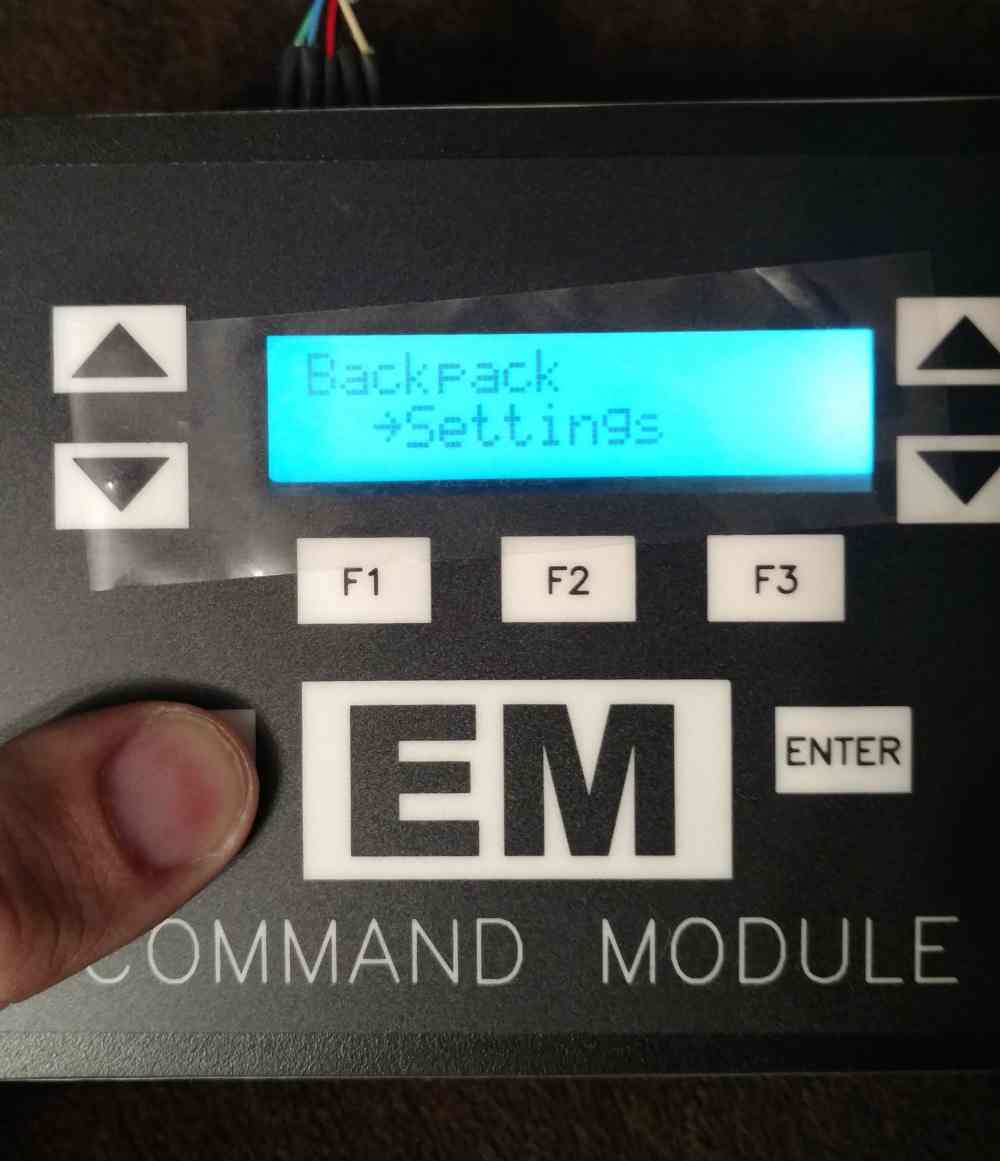 Backpack
→Settings
F1 F2 F3
EM
ENTER
COMMAND MODULE